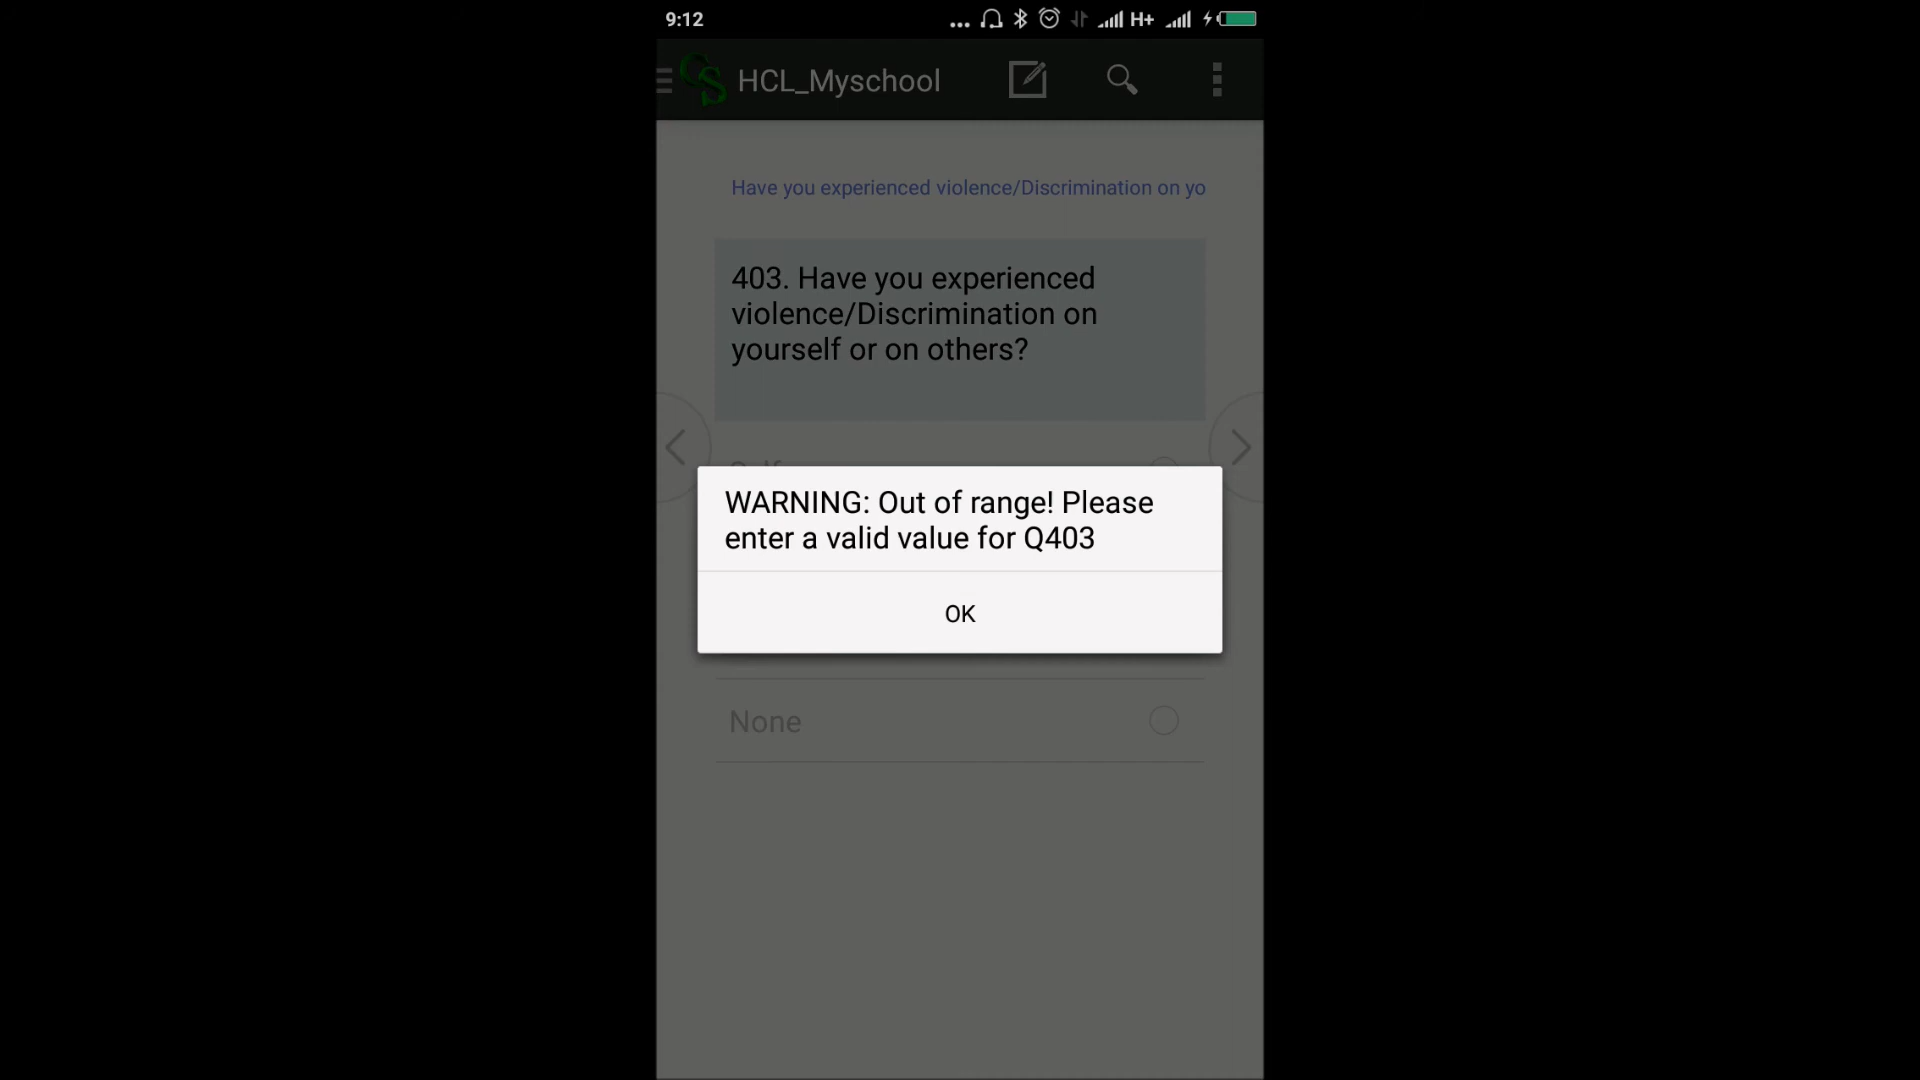 9:12
H+
HCL_Myschool
Have you experienced violence/Discrimination on yo
403. Have you experienced
violence/Discrimination on
yourself or on others?
WARNING: Out of range! Please
enter a valid value for Q403
OK
None